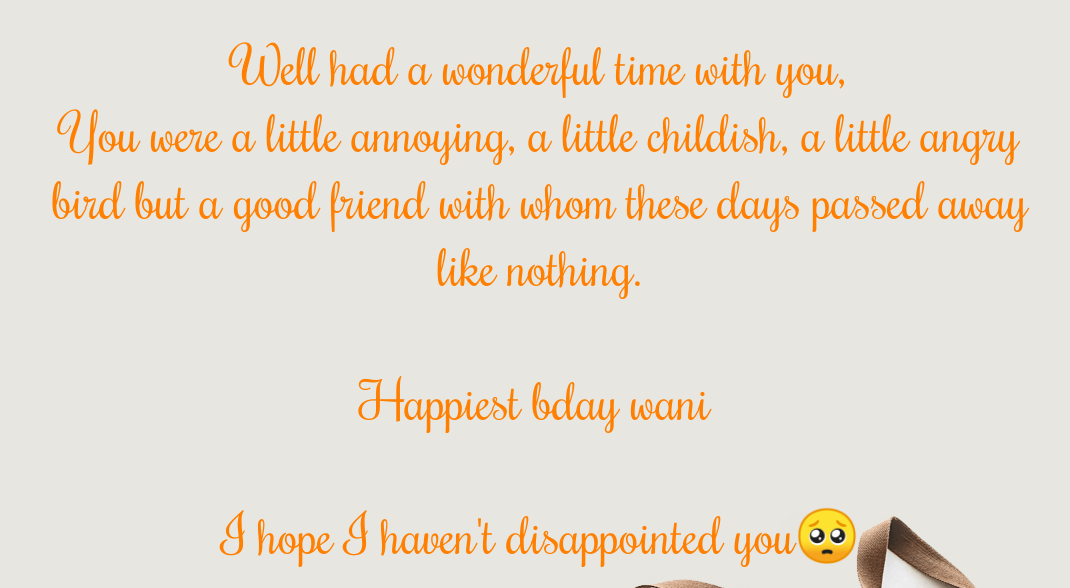 Well had a wonderful time with you,
You were a little annoying, a little childish, a little angry
bird but a good friend with whom these days passed away
like nothing.
Happiest bday wani
I hope I haven't disappointed you🥺